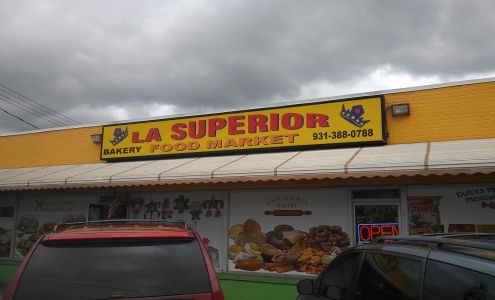 LA SUPERIOR
BAKERY FOOD MARKET
931-388-0788
PANADERIA
OPEN
Dulces